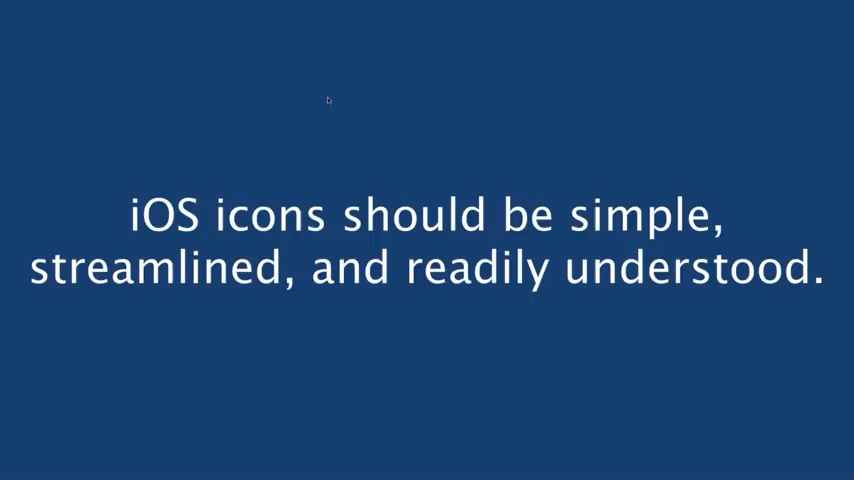 iOS icons should be simple,
streamlined, and readily understood.